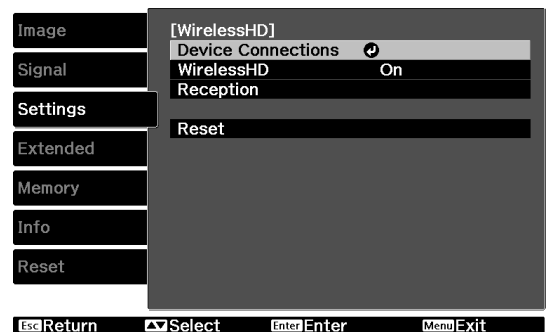 Image
Signal
Settings
Extended
Memory
Info
Reset
[WirelessHD]
Device Connections
WirelessHD On
Reception
Reset
Esc Return Select Enter Enter Menu Exit